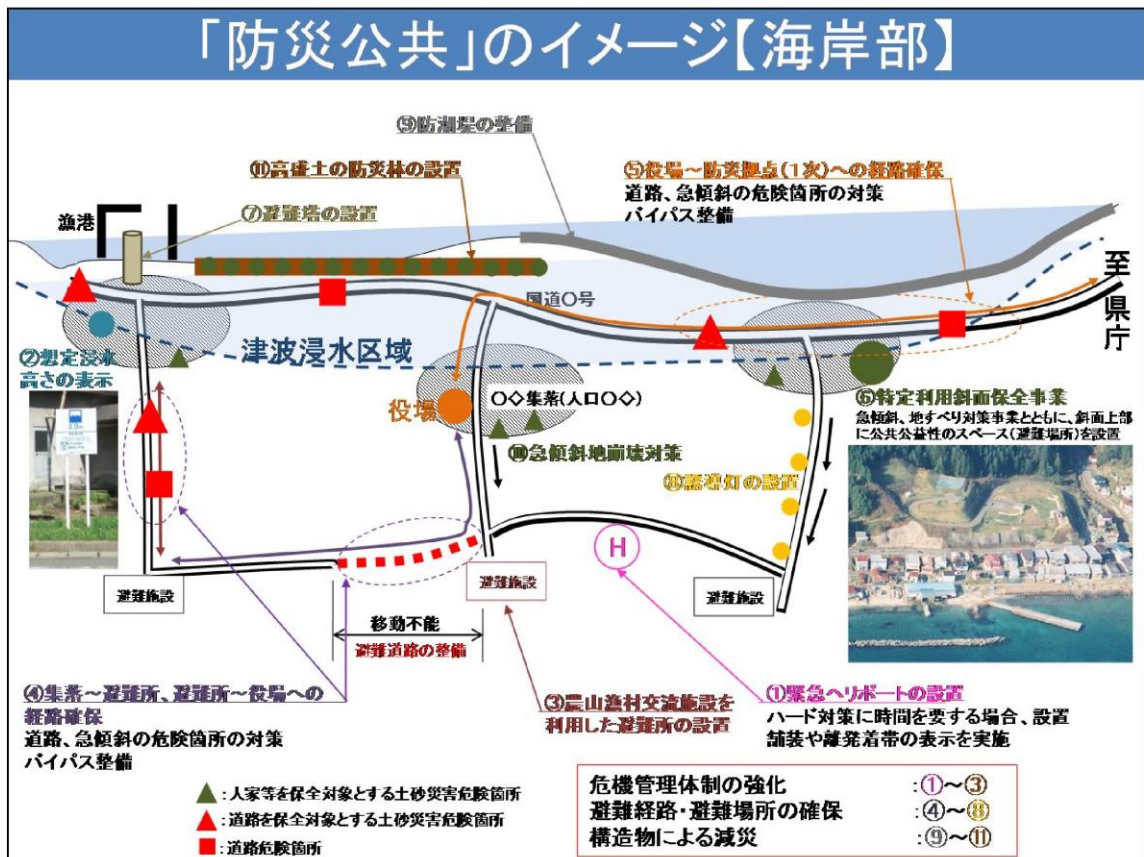 「防災公共」のイメージ【海岸部】
⑨防潮堤の整備
⑪高盛土の防災林の設置
⑤役場~防災拠点(1次)への経路確保
道路、急傾斜の危険箇所の対策
バイパス整備
⑦避難塔の設置
漁港
国道〇号
至
県庁
②想定浸水
高さの表示
津波浸水区域
役場
〇◇集落(人口〇◇)
⑥特定利用斜面保全事業
急傾斜、地すべり対策事業とともに、斜面上部
に公共公益性のスペース(避難場所)を設置
⑩急傾斜地崩壊対策
⑧誘導灯の設置
H
避難施設
避難施設
避難施設
移動不能
避難道路の整備
④集落~避難所、避難所~役場への
経路確保
道路、急傾斜の危険箇所の対策
バイパス整備
③農山漁村交流施設を
利用した避難所の設置
①緊急ヘリポートの設置
ハード対策に時間を要する場合、設置
舗装や離発着帯の表示を実施
▲:人家等を保全対象とする土砂災害危険箇所
▲:道路を保全対象とする土砂災害危険箇所
■:道路危険箇所
危機管理体制の強化 :①~③
避難経路・避難場所の確保 :④~⑧
構造物による減災 :⑨~⑪